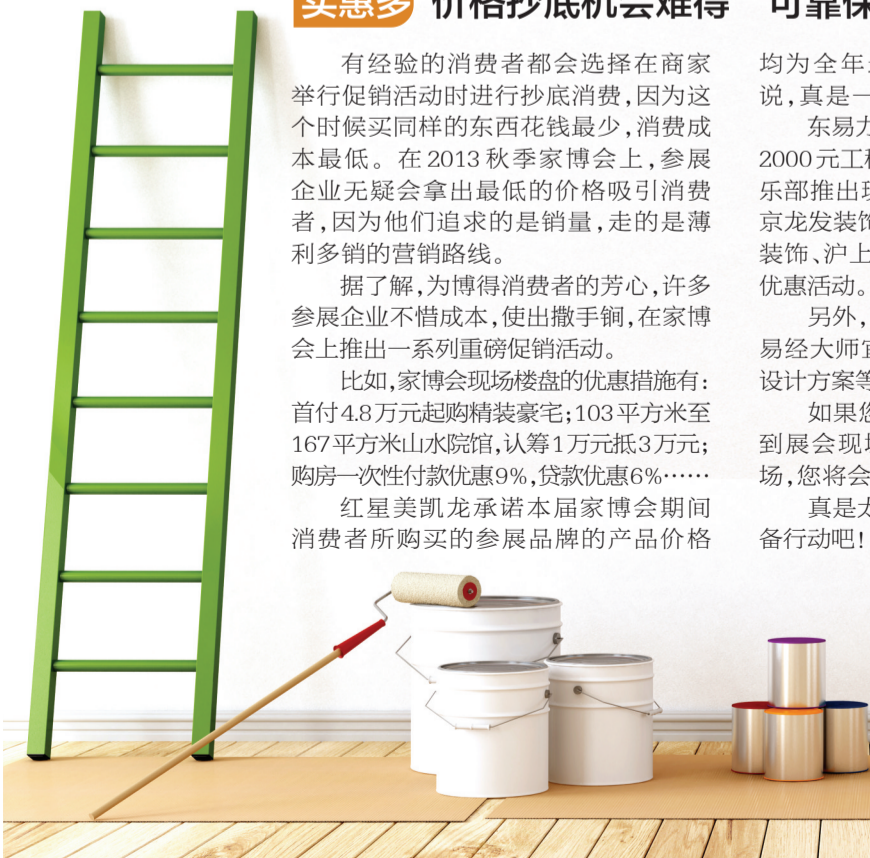 实惠多 价格抄底机会难得
有经验的消费者都会选择在商家
举行促销活动时进行抄底消费,因为这
个时候买同样的东西花钱最少,消费成
本最低。在2013秋季家博会上,参展
企业无疑会拿出最低的价格吸引消费
者,因为他们追求的是销量,走的是薄
利多销的营销路线。
据了解,为博得消费者的芳心,许多
参展企业不惜成本,使出撒手锏,在家博
会上推出一系列重磅促销活动。
比如,家博会现场楼盘的优惠措施有:
首付4.8万元起购精装豪宅;103平方米至
167平方米山水院馆,认筹1万元抵3万元;
购房一次性付款优惠9%,贷款优惠6%……
红星美凯龙承诺本届家博会期间
消费者所购买的参展品牌的产品价格
可靠保
均为全年
说,真是一
东易力
2000元工程
乐部推出现
京龙发装饰
装饰、沪上
优惠活动。
另外,
易经大师宜
设计方案等
如果您
到展会现场
场,您将会
真是太
备行动吧!